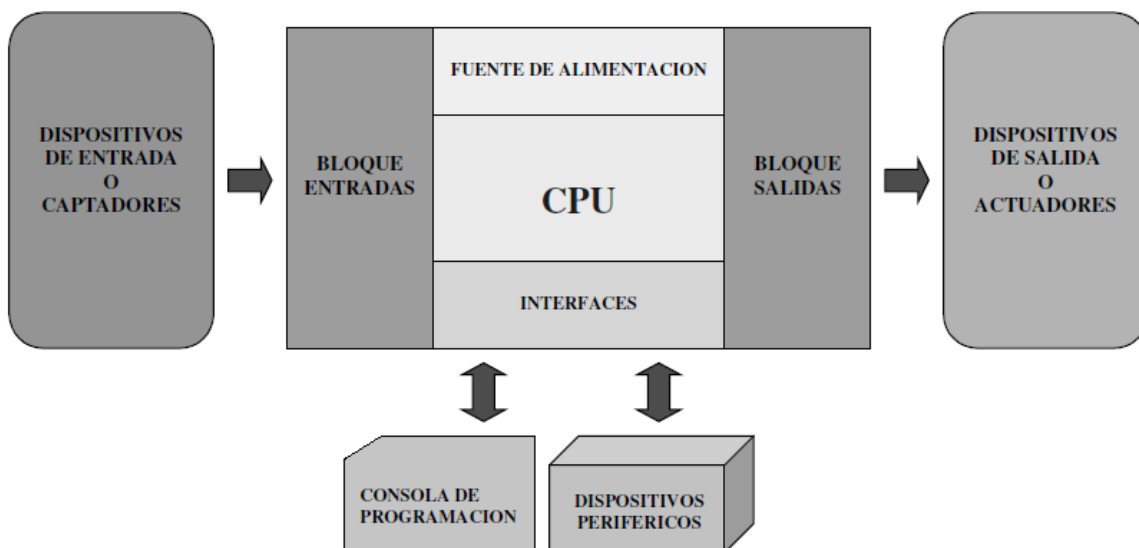 DISPOSITIVOS
DE ENTRADA
O
CAPTADORES
BLOQUE
ENTRADAS
FUENTE DE ALIMENTACION
CPU
INTERFACES
BLOQUE
SALIDAS
DISPOSITIVOS
DE SALIDA
O
ACTUADORES
CONSOLA DE
PROGRAMACION
DISPOSITIVOS
PERIFERICOS